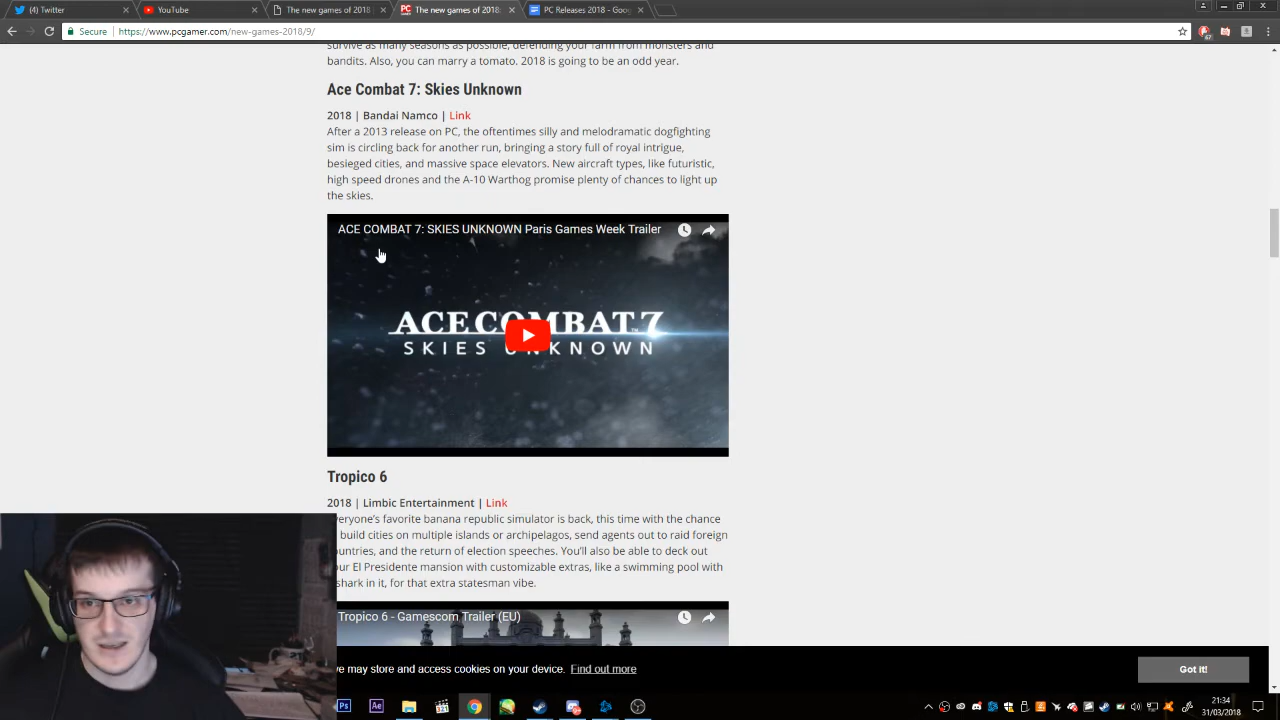 (4) Twitter
YouTube
The new games of 2018
The new games of 2018:
PC Releases 2018 - Goo
Secure
https://www.pcgamer.com/new-games-2018/9/
survive as many seasons as possible, defending your farm from monsters and
bandits. Also, you can marry a tomato. 2018 is going to be an odd year.
Ace Combat 7: Skies Unknown
2018 | Bandai Namco | Link
After a 2013 release on PC, the oftentimes silly and melodramatic dogfighting
sim is circling back for another run, bringing a story full of royal intrigue,
besieged cities, and massive space elevators. New aircraft types, like futuristic,
high speed drones and the A-10 Warthog promise plenty of chances to light up
the skies.
ACE COMBAT 7: SKIES UNKNOWN Paris Games Week Trailer
ACE COMBAT 7
SKIES UNKNOWN
Tropico 6
2018 | Limbic Entertainment | Link
eryone's favorite banana republic simulator is back, this time with the chance
build cities on multiple islands or archipelagos, send agents out to raid foreign
untries, and the return of election speeches. You'll also be able to deck out
ur El Presidente mansion with customizable extras, like a swimming pool with
shark in it, for that extra statesman vibe.
Tropico 6 - Gamescom Trailer (EU)
we may store and access cookies on your device. Find out more
Got it!
Ps
Ae
21:34
31/03/2018